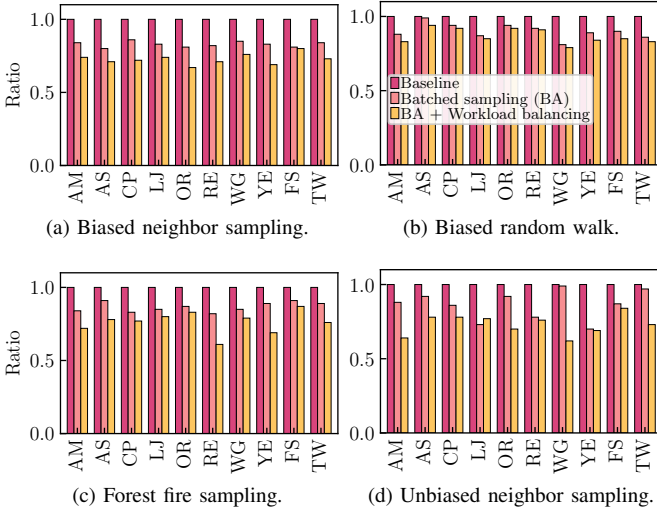 1.0
0.5
0.0
Ratio
AM AS CP LJ OR RE WG YE FS TW
(a) Biased neighbor sampling.
1.0
0.5
0.0
Baseline
Batched sampling (BA)
BA + Workload balancing
AM AS CP LJ OR RE WG YE FS TW
(b) Biased random walk.
1.0
0.5
0.0
Ratio
AM AS CP LJ OR RE WG YE FS TW
(c) Forest fire sampling.
1.0
0.5
0.0
AM AS CP LJ OR RE WG YE FS TW
(d) Unbiased neighbor sampling.